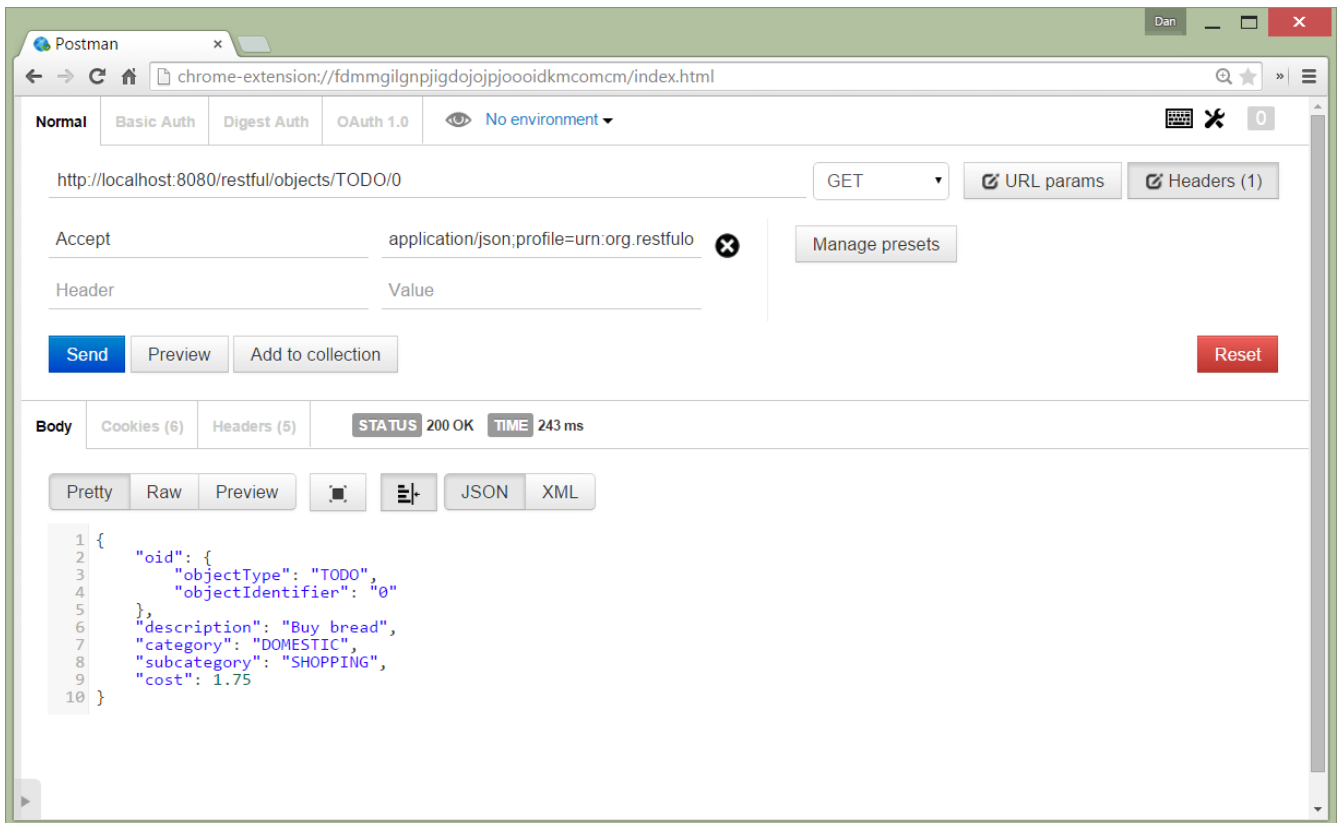 Dan
Postman
chrome-extension://fdmmgilgnpjigdojojpjoooidkmcomcm/index.html
Normal Basic Auth Digest Auth OAuth 1.0 No environment 0
http://localhost:8080/restful/objects/TODO/0 GET URL params Headers (1)
Accept application/json;profile=urn:org.restfulo Manage presets
Header Value
Send Preview Add to collection Reset
Body Cookies (6) Headers (5) STATUS 200 OK TIME 243 ms
Pretty Raw Preview JSON XML
1 {
2 "oid": {
3 "objectType": "TODO",
4 "objectIdentifier": "0"
5 },
6 "description": "Buy bread",
7 "category": "DOMESTIC",
8 "subcategory": "SHOPPING",
9 "cost": 1.75
10 }